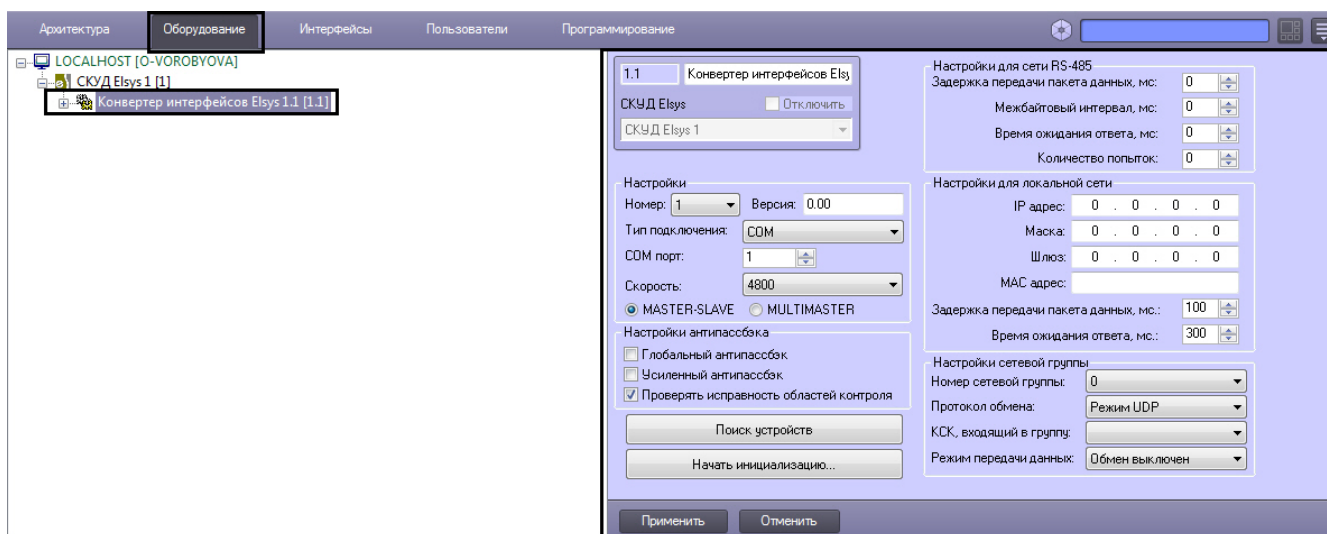 Архитектура Оборудование Интерфейсы Пользователи Программирование
LOCALHOST [O-VOROBYOVA]
СКУД Elsys 1 [1]
Конвертер интерфейсов Elsys 1.1 [1.1]
1.1 Конвертер интерфейсов Elsy
СКУД Elsys Отключить
СКУД Elsys 1
Настройки
Номер: 1 Версия: 0.00
Тип подключения: COM
COM порт: 1
Скорость: 4800
MASTER-SLAVE MULTIMASTER
Настройки антипассбэка
Глобальный антипассбэк
Усиленный антипассбэк
Проверять исправность областей контроля
Поиск устройств
Начать инициализацию...
Настройки для сети RS-485
Задержка передачи пакета данных, мс: 0
Межбайтовый интервал, мс: 0
Время ожидания ответа, мс: 0
Количество попыток: 0
Настройки для локальной сети
IP адрес: 0 . 0 . 0 . 0
Маска: 0 . 0 . 0 . 0
Шлюз: 0 . 0 . 0 . 0
MAC адрес:
Задержка передачи пакета данных, мс.: 100
Время ожидания ответа, мс.: 300
Настройки сетевой группы
Номер сетевой группы: 0
Протокол обмена: Режим UDP
КСК, входящий в группу:
Режим передачи данных: Обмен выключен
Применить Отменить